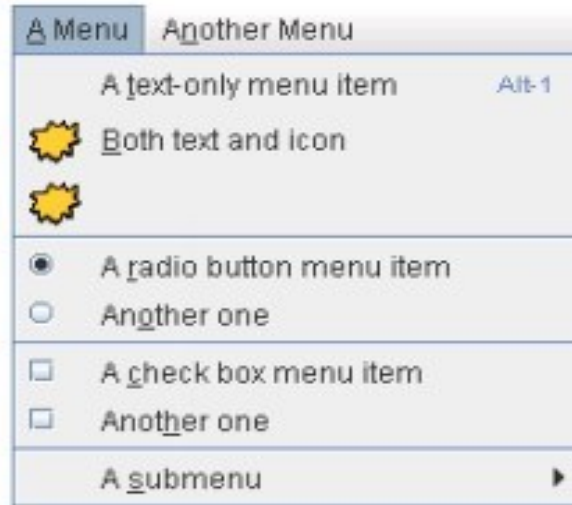 A Menu Another Menu
A text-only menu item Alt-1
Both text and icon
A radio button menu item
Another one
A check box menu item
Another one
A submenu